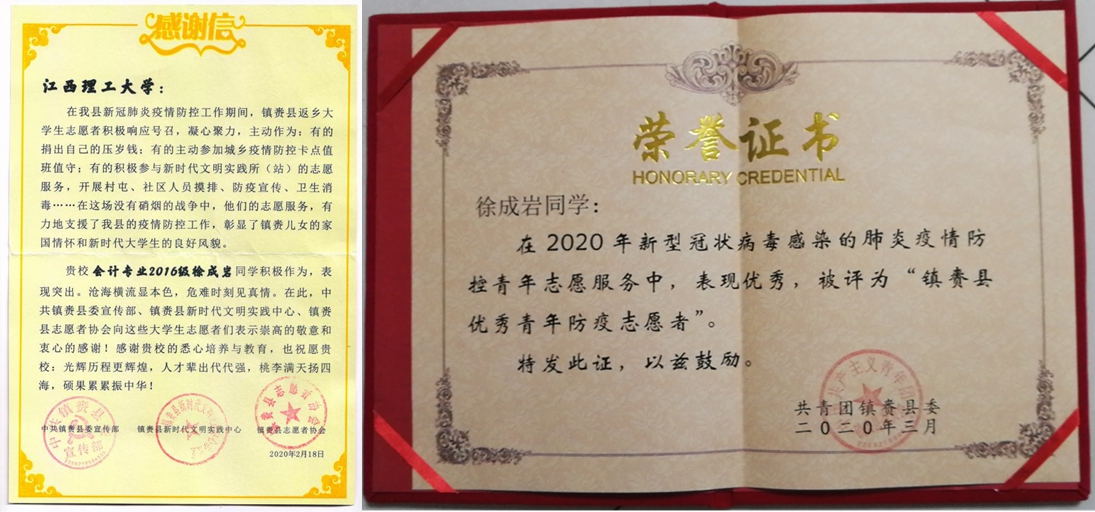 感谢信
江西理工大学：
在我县新冠肺炎疫情防控工作期间，镇赉县返乡大
学生志愿者积极响应号召，凝心聚力，主动作为：有的
捐出自己的压岁钱；有的主动参加城乡疫情防控卡点值
班值守；有的积极参与新时代文明实践所（站）的志愿
服务，开展村屯、社区人员摸排、防疫宣传、卫生消
毒……在这场没有硝烟的战争中，他们的志愿服务，有
力地支援了我县的疫情防控工作，彰显了镇赉儿女的家
国情怀和新时代大学生的良好风貌。
贵校会计专业2016级徐成岩同学积极作为，表
现突出。沧海横流显本色，危难时刻见真情。在此，中
共镇赉县委宣传部、镇赉县新时代文明实践中心、镇赉
县志愿者协会向这些大学生志愿者们表示崇高的敬意和
衷心的感谢！感谢贵校的悉心培养与教育，也祝愿贵
校：光辉历程更辉煌，人才辈出代代强，桃李满天扬四
海，硕果累累振中华！
中共镇赉县委宣传部 镇赉县新时代文明实践中心 镇赉县志愿者协会
中共镇赉县
宣传部
2020年2月18日
荣誉证书
HONORARY CREDENTIAL
徐成岩同学：
在2020年新型冠状病毒感染的肺炎疫情防
控青年志愿服务中，表现优秀，被评为“镇赉县
优秀青年防疫志愿者”。
特发此证，以兹鼓励。
共青团镇赉县委
二〇二〇年三月